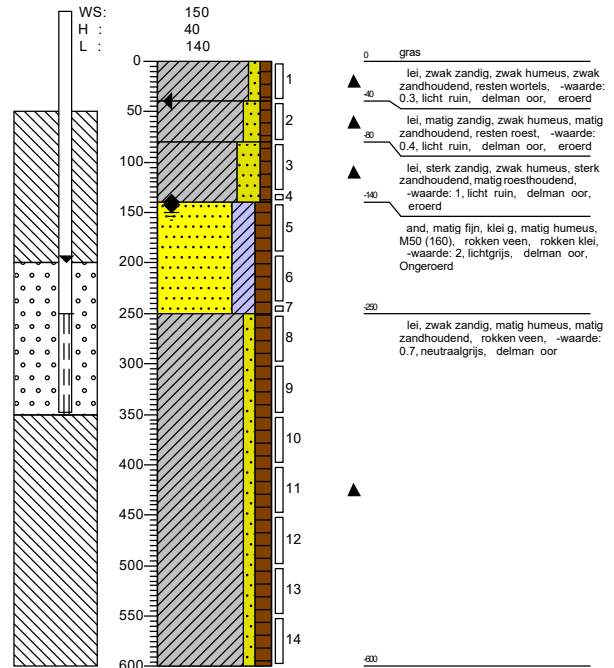 WS: 150
H : 40
L : 140
0
50
100
150
200
250
300
350
400
450
500
550
600
1
2
3
4
5
6
7
8
9
10
11
12
13
14
0 gras
lei, zwak zandig, zwak humeus, zwak
zandhoudend, resten wortels, -waarde:
-40 0.3, licht ruin, delman oor, eroerd
lei, matig zandig, zwak humeus, matig
zandhoudend, resten roest, -waarde:
-80 0.4, licht ruin, delman oor, eroerd
lei, sterk zandig, zwak humeus, sterk
zandhoudend, matig roesthoudend,
-waarde: 1, licht ruin, delman oor,
-140 eroerd
and, matig fijn, klei g, matig humeus,
M50 (160), rokken veen, rokken klei,
-waarde: 2, lichtgrijs, delman oor,
Ongeroerd
-250
lei, zwak zandig, matig humeus, matig
zandhoudend, rokken veen, -waarde:
0.7, neutraalgrijs, delman oor
-600